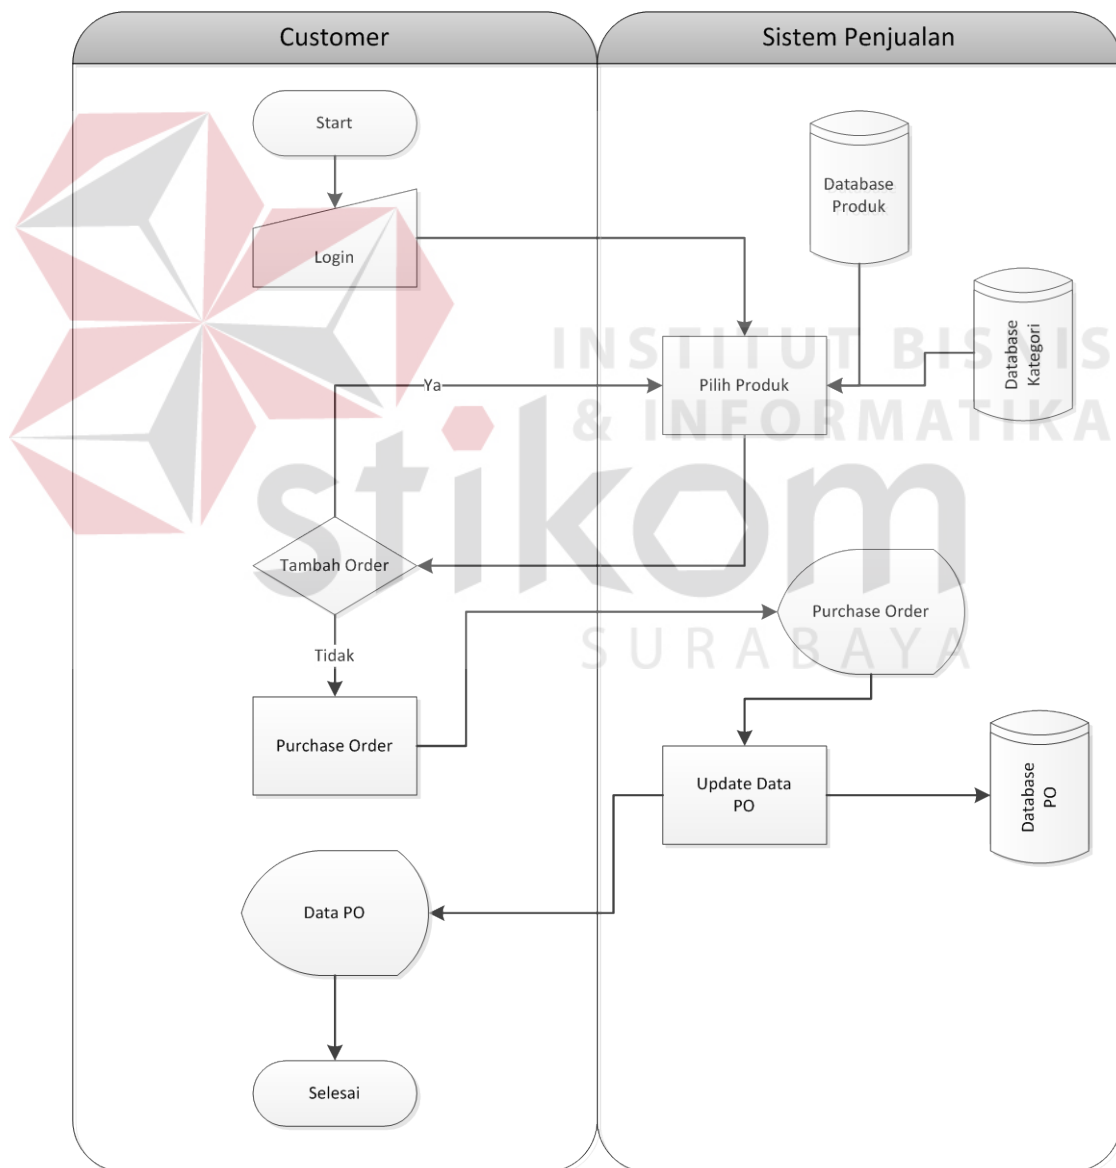 Customer
Sistem Penjualan
Start
Database
Produk
Login
Database
Kategori
INSTITUT BISNIS
& INFORMATIKA
Ya
Pilih Produk
stikom
SURABAYA
Tambah Order
Purchase Order
Tidak
Purchase Order
Update Data
PO
Database
PO
Data PO
Selesai